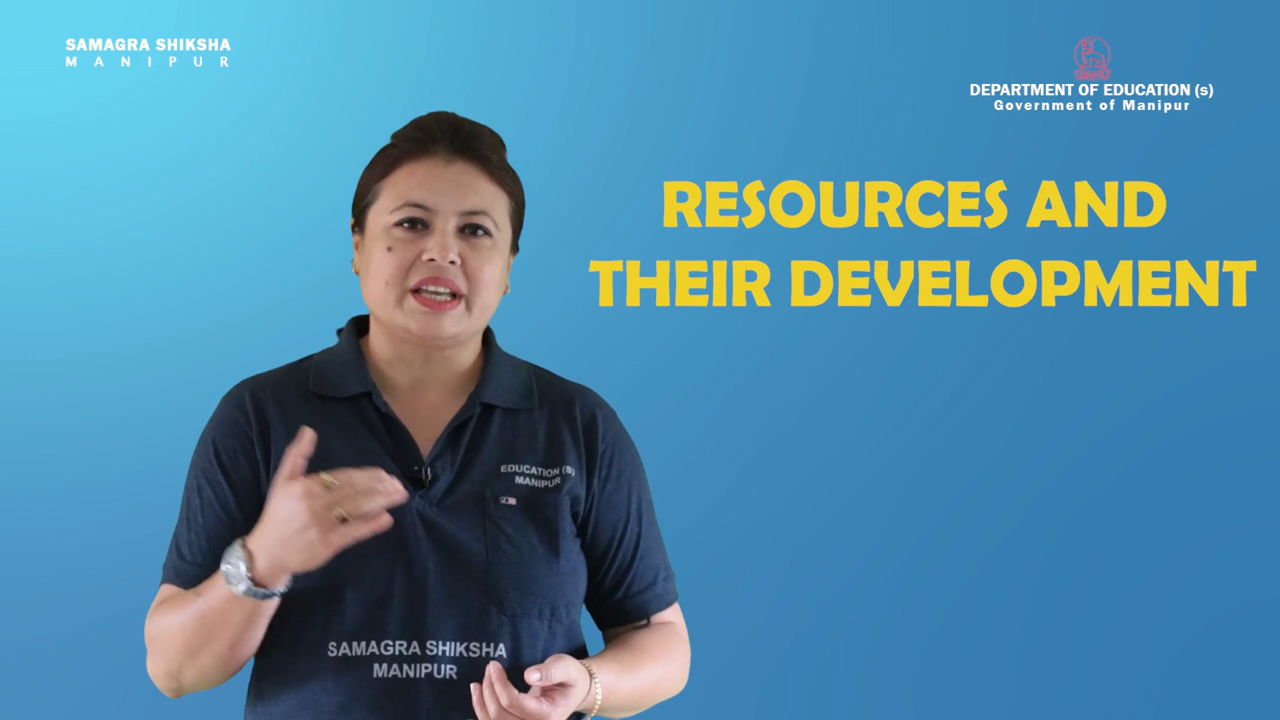 SAMAGRA SHIKSHA
MANIPUR
DEPARTMENT OF EDUCATION (s)
Government of Manipur
RESOURCES AND
THEIR DEVELOPMENT
EDUCATION (S)
MANIPUR
SAMAGRA SHIKSHA
MANIPUR